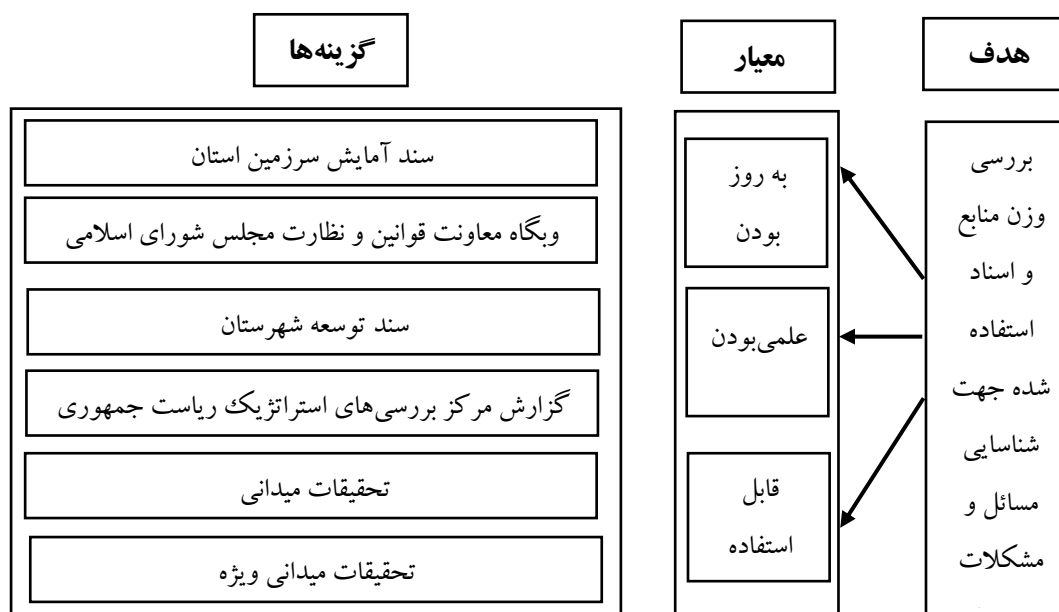 هدف
معیار
گزینه‌ها
بررسی
وزن منابع
و اسناد
استفاده
شده جهت
شناسایی
مسائل و
مشکلات
به روز
بودن
علمی‌بودن
قابل
استفاده
سند آمایش سرزمین استان
وبگاه معاونت قوانین و نظارت مجلس شورای اسلامی
سند توسعه شهرستان
گزارش مرکز بررسی‌های استراتژیک ریاست جمهوری
تحقیقات میدانی
تحقیقات میدانی ویژه